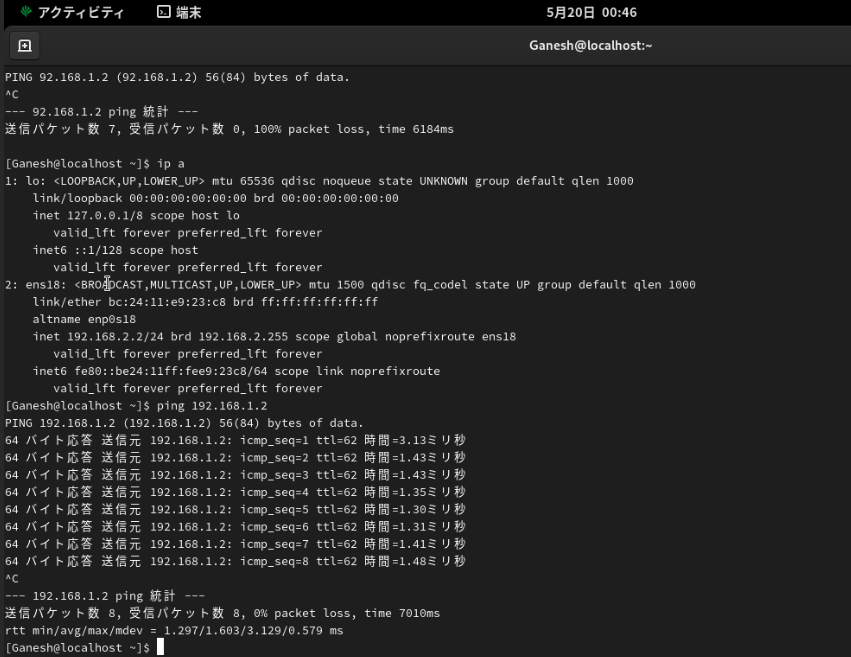 アクティビティ 端末 5月20日 00:46
Ganesh@localhost:~
PING 92.168.1.2 (92.168.1.2) 56(84) bytes of data.
^C
--- 92.168.1.2 ping 統計 ---
送信パケット数 7, 受信パケット数 0, 100% packet loss, time 6184ms
[Ganesh@localhost ~]$ ip a
1: lo: <LOOPBACK,UP,LOWER_UP> mtu 65536 qdisc noqueue state UNKNOWN group default qlen 1000
link/loopback 00:00:00:00:00:00 brd 00:00:00:00:00:00
inet 127.0.0.1/8 scope host lo
valid_lft forever preferred_lft forever
inet6 ::1/128 scope host
valid_lft forever preferred_lft forever
2: ens18: <BROADCAST,MULTICAST,UP,LOWER_UP> mtu 1500 qdisc fq_codel state UP group default qlen 1000
link/ether bc:24:11:e9:23:c8 brd ff:ff:ff:ff:ff:ff
altname enp0s18
inet 192.168.2.2/24 brd 192.168.2.255 scope global noprefixroute ens18
valid_lft forever preferred_lft forever
inet6 fe80::be24:11ff:fee9:23c8/64 scope link noprefixroute
valid_lft forever preferred_lft forever
[Ganesh@localhost ~]$ ping 192.168.1.2
PING 192.168.1.2 (192.168.1.2) 56(84) bytes of data.
64 バイト応答 送信元 192.168.1.2: icmp_seq=1 ttl=62 時間=3.13ミリ秒
64 バイト応答 送信元 192.168.1.2: icmp_seq=2 ttl=62 時間=1.43ミリ秒
64 バイト応答 送信元 192.168.1.2: icmp_seq=3 ttl=62 時間=1.43ミリ秒
64 バイト応答 送信元 192.168.1.2: icmp_seq=4 ttl=62 時間=1.35ミリ秒
64 バイト応答 送信元 192.168.1.2: icmp_seq=5 ttl=62 時間=1.30ミリ秒
64 バイト応答 送信元 192.168.1.2: icmp_seq=6 ttl=62 時間=1.31ミリ秒
64 バイト応答 送信元 192.168.1.2: icmp_seq=7 ttl=62 時間=1.41ミリ秒
64 バイト応答 送信元 192.168.1.2: icmp_seq=8 ttl=62 時間=1.48ミリ秒
^C
--- 192.168.1.2 ping 統計 ---
送信パケット数 8, 受信パケット数 8, 0% packet loss, time 7010ms
rtt min/avg/max/mdev = 1.297/1.603/3.129/0.579 ms
[Ganesh@localhost ~]$